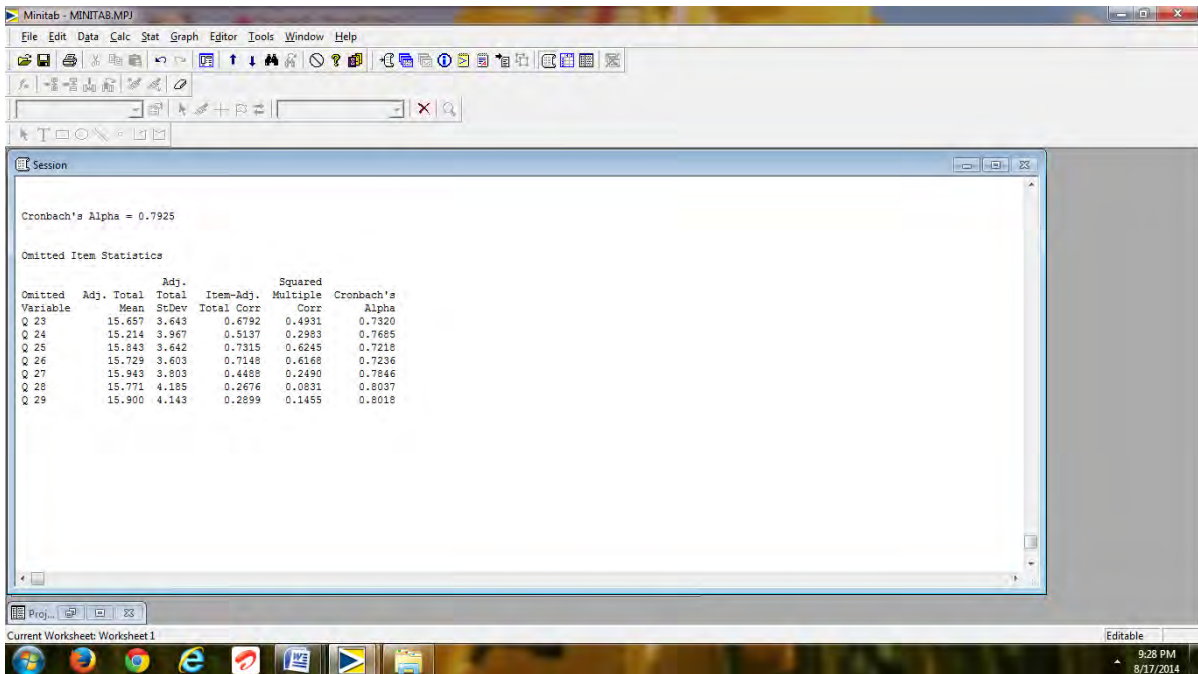 Minitab - MINITAB.MPJ
File Edit Data Calc Stat Graph Editor Tools Window Help
Session
Cronbach's Alpha = 0.7925
Omitted Item Statistics
Adj. Squared
Omitted Adj. Total Total Item-Adj. Multiple Cronbach's
Variable Mean StDev Total Corr Corr Alpha
Q 23 15.657 3.643 0.6792 0.4931 0.7320
Q 24 15.214 3.967 0.5137 0.2983 0.7685
Q 25 15.843 3.642 0.7315 0.6245 0.7218
Q 26 15.729 3.603 0.7148 0.6168 0.7236
Q 27 15.943 3.803 0.4488 0.2490 0.7846
Q 28 15.771 4.185 0.2676 0.0831 0.8037
Q 29 15.900 4.143 0.2899 0.1455 0.8018
Proj...
Current Worksheet: Worksheet 1
Editable
9:28 PM
8/17/2014